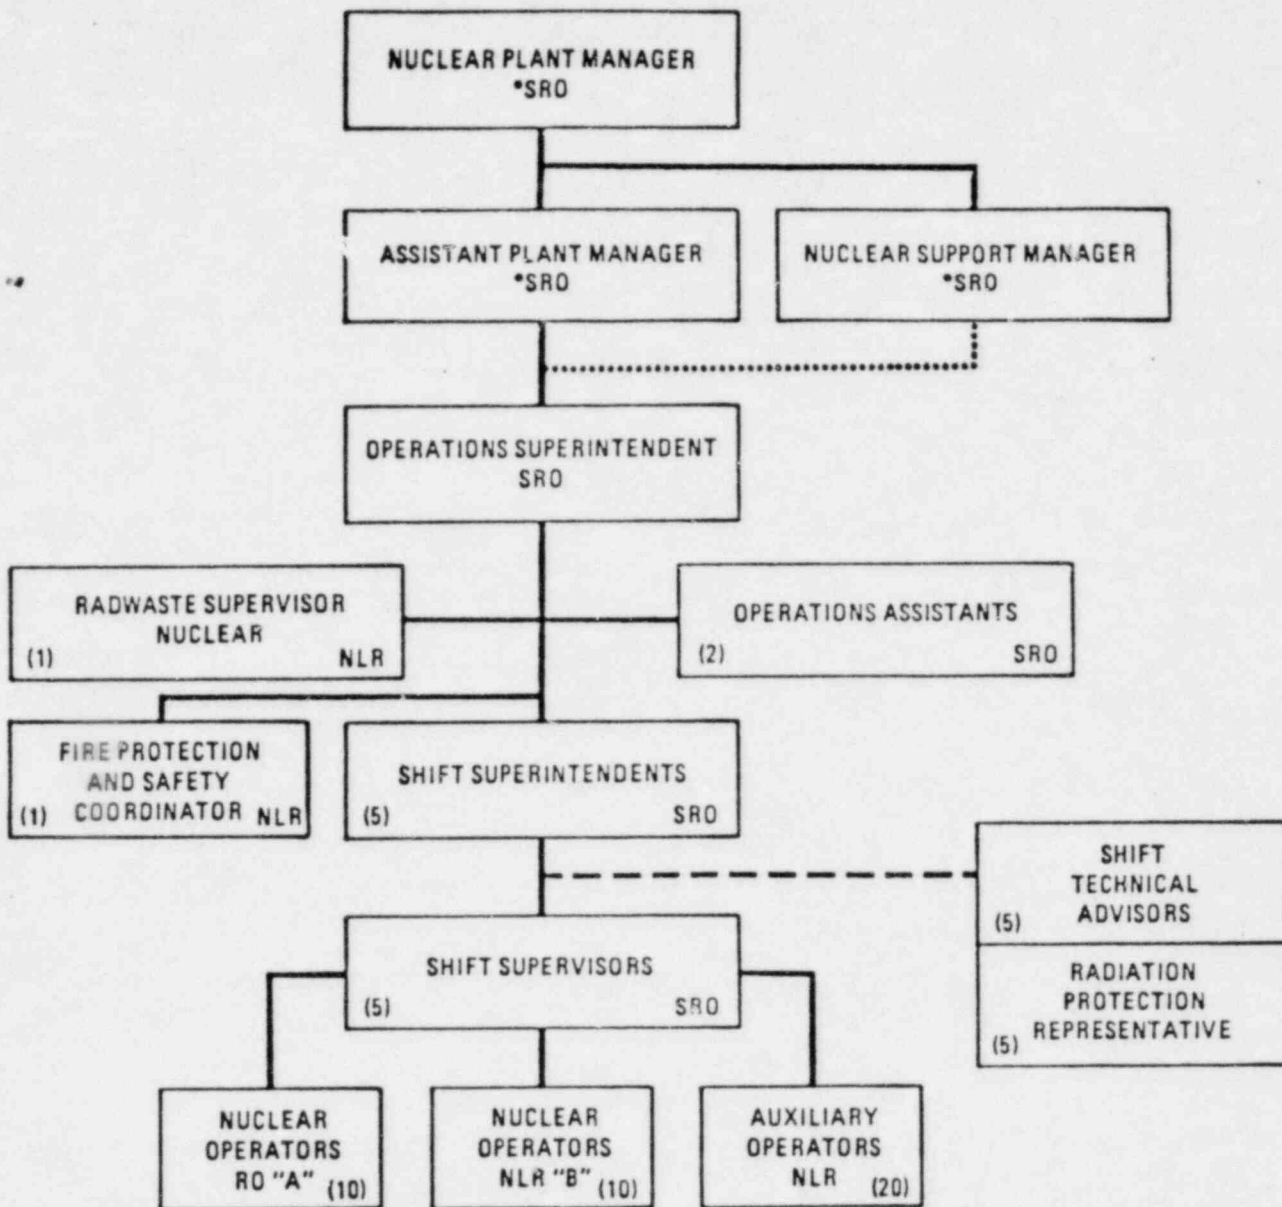 NUCLEAR PLANT MANAGER
*SRO
ASSISTANT PLANT MANAGER
*SRO
NUCLEAR SUPPORT MANAGER
*SRO
OPERATIONS SUPERINTENDENT
SRO
RADWASTE SUPERVISOR
NUCLEAR
(1) NLR
OPERATIONS ASSISTANTS
(2) SRO
FIRE PROTECTION
AND SAFETY
(1) COORDINATOR NLR
SHIFT SUPERINTENDENTS
(5) SRO
SHIFT
TECHNICAL
ADVISORS
(5)
RADIATION
PROTECTION
REPRESENTATIVE
(5)
SHIFT SUPERVISORS
(5) SRO
NUCLEAR
OPERATORS
RO "A" (10)
NUCLEAR
OPERATORS
NLR "B" (10)
AUXILIARY
OPERATORS
NLR (20)